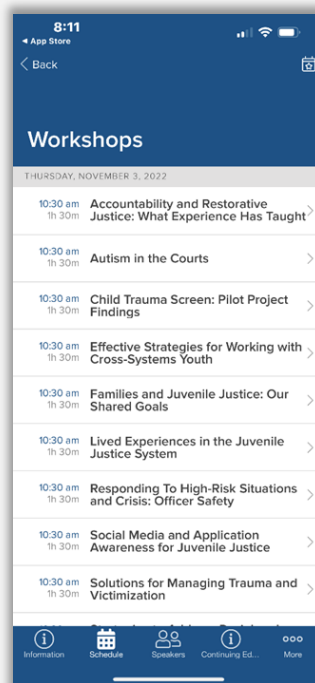 8:11
◄ App Store
Back
Workshops
THURSDAY, NOVEMBER 3, 2022
10:30 am
1h 30m
Accountability and Restorative
Justice: What Experience Has Taught
10:30 am
1h 30m
Autism in the Courts
10:30 am
1h 30m
Child Trauma Screen: Pilot Project
Findings
10:30 am
1h 30m
Effective Strategies for Working with
Cross-Systems Youth
10:30 am
1h 30m
Families and Juvenile Justice: Our
Shared Goals
10:30 am
1h 30m
Lived Experiences in the Juvenile
Justice System
10:30 am
1h 30m
Responding To High-Risk Situations
and Crisis: Officer Safety
10:30 am
1h 30m
Social Media and Application
Awareness for Juvenile Justice
10:30 am
1h 30m
Solutions for Managing Trauma and
Victimization
Information
Schedule
Speakers
Continuing Ed...
More